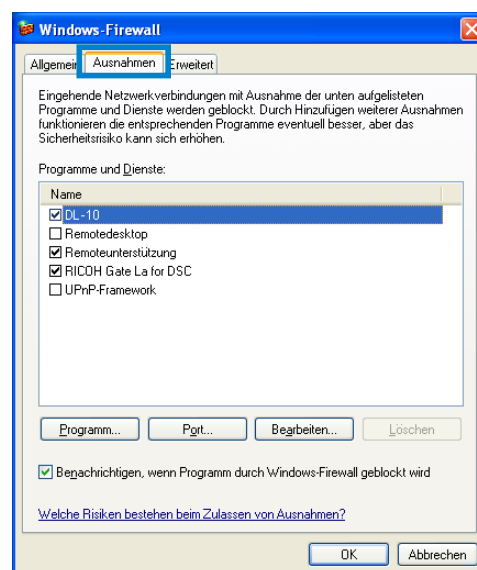 Windows-Firewall
Allgemein Ausnahmen Erweitert
Eingehende Netzwerkverbindungen mit Ausnahme der unten aufgelisteten
Programme und Dienste werden geblockt. Durch Hinzufügen weiterer Ausnahmen
funktionieren die entsprechenden Programme eventuell besser, aber das
Sicherheitsrisiko kann sich erhöhen.
Programme und Dienste:
Name
DL-10
Remotedesktop
Remoteunterstützung
RICOH Gate La for DSC
UPnP-Framework
Programm... Port... Bearbeiten... Löschen
Benachrichtigen, wenn Programm durch Windows-Firewall geblockt wird
Welche Risiken bestehen beim Zulassen von Ausnahmen?
OK Abbrechen